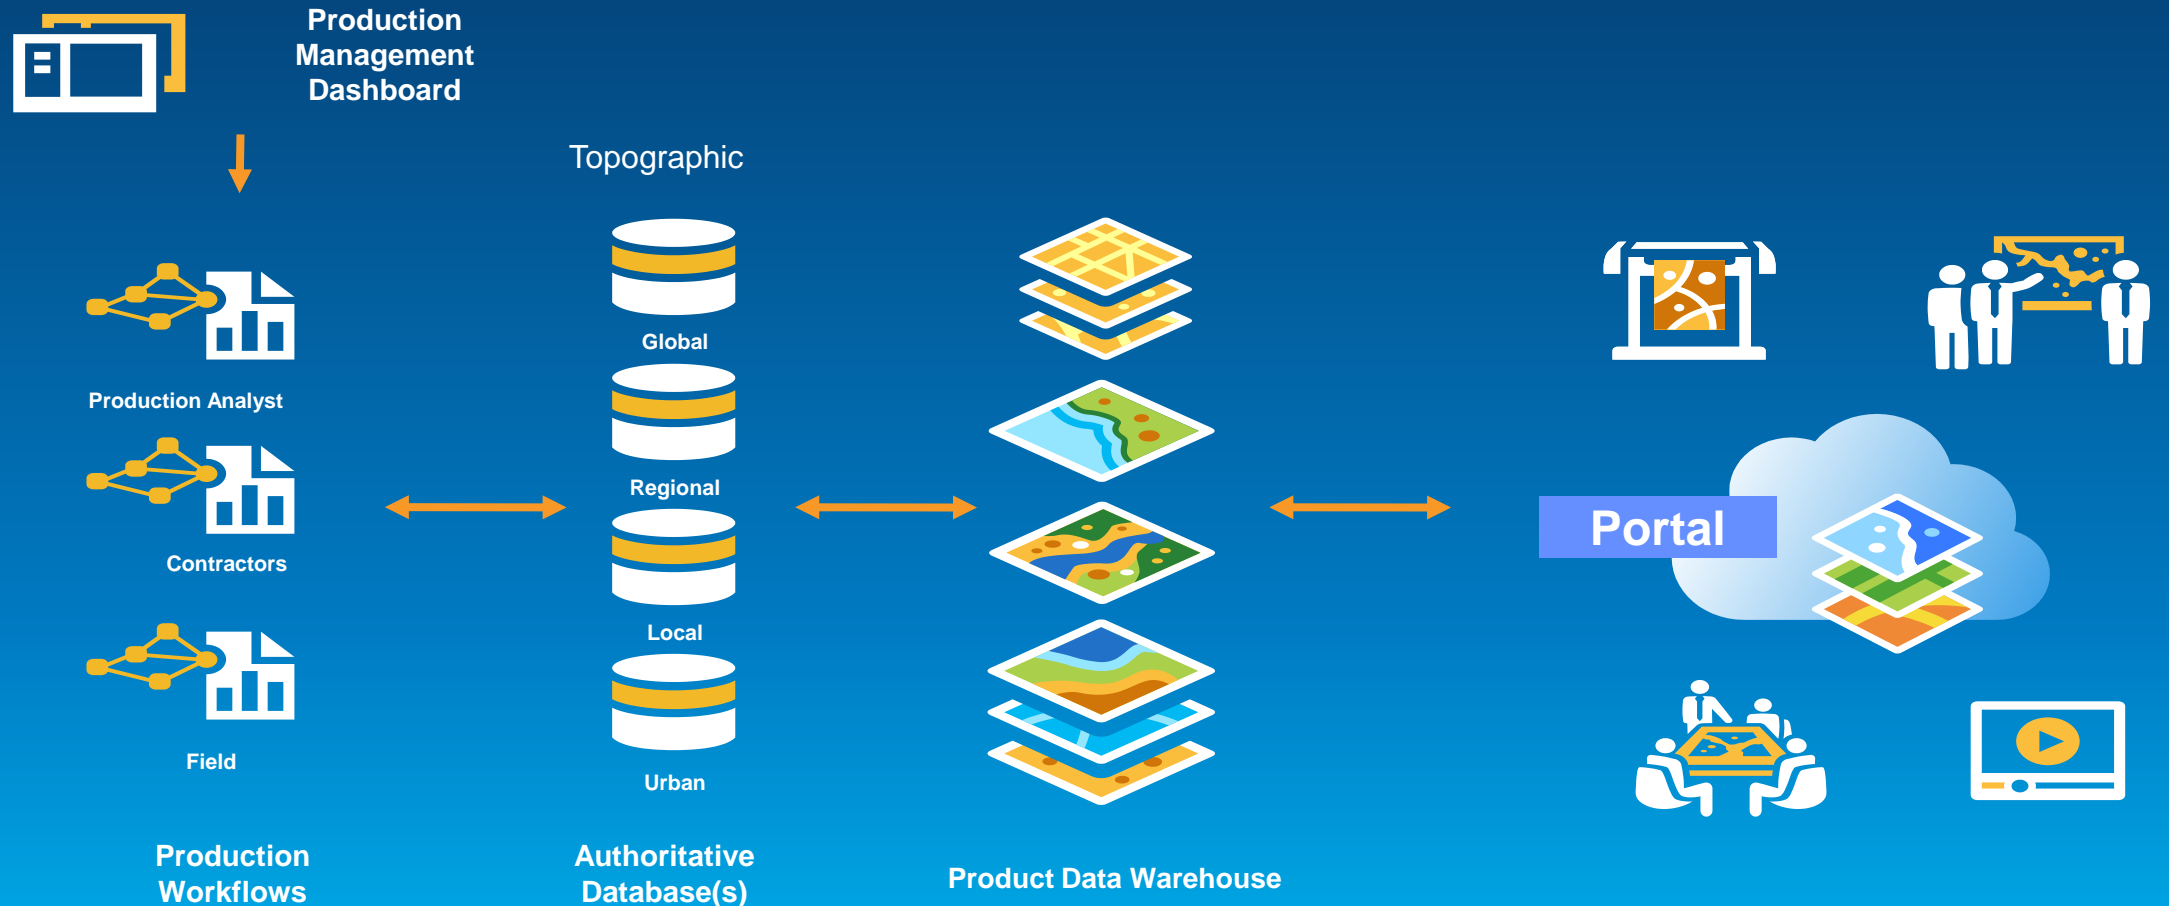 Production
Management
Dashboard
Topographic
Production Analyst
Contractors
Field
Production
Workflows
Global
Regional
Local
Urban
Authoritative
Database(s)
Product Data Warehouse
Portal